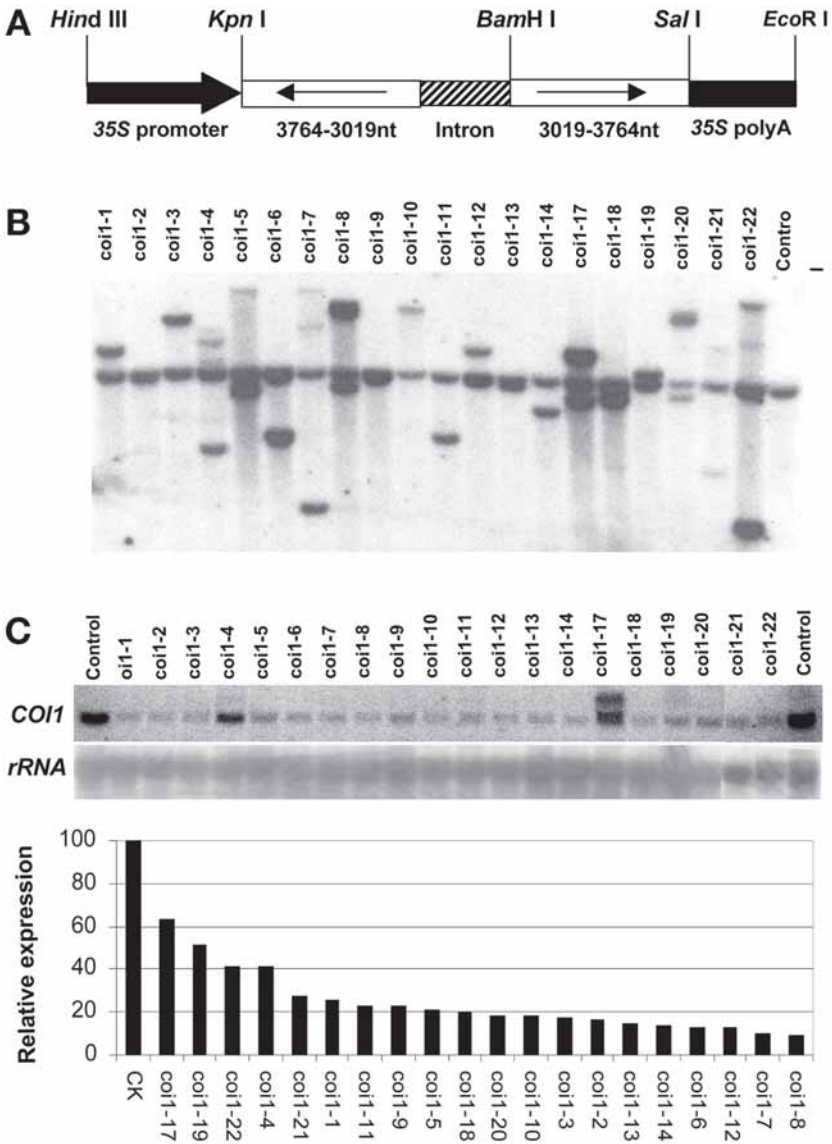 A
Hind III Kpn I BamH I Sal I EcoR I
35S promoter 3764-3019nt Intron 3019-3764nt 35S polyA
B
coi1-1 coi1-2 coi1-3 coi1-4 coi1-5 coi1-6 coi1-7 coi1-8 coi1-9 coi1-10 coi1-11 coi1-12 coi1-13 coi1-14 coi1-17 coi1-18 coi1-19 coi1-20 coi1-21 coi1-22 Contro l
C
Control oi1-1 coi1-2 coi1-3 coi1-4 coi1-5 coi1-6 coi1-7 coi1-8 coi1-9 coi1-10 coi1-11 coi1-12 coi1-13 coi1-14 coi1-17 coi1-18 coi1-19 coi1-20 coi1-21 coi1-22 Control
COI1
rRNA
Relative expression
100
80
60
40
20
0
CK coi1-17 coi1-19 coi1-22 coi1-4 coi1-21 coi1-1 coi1-11 coi1-9 coi1-5 coi1-18 coi1-20 coi1-10 coi1-3 coi1-2 coi1-13 coi1-14 coi1-6 coi1-12 coi1-7 coi1-8